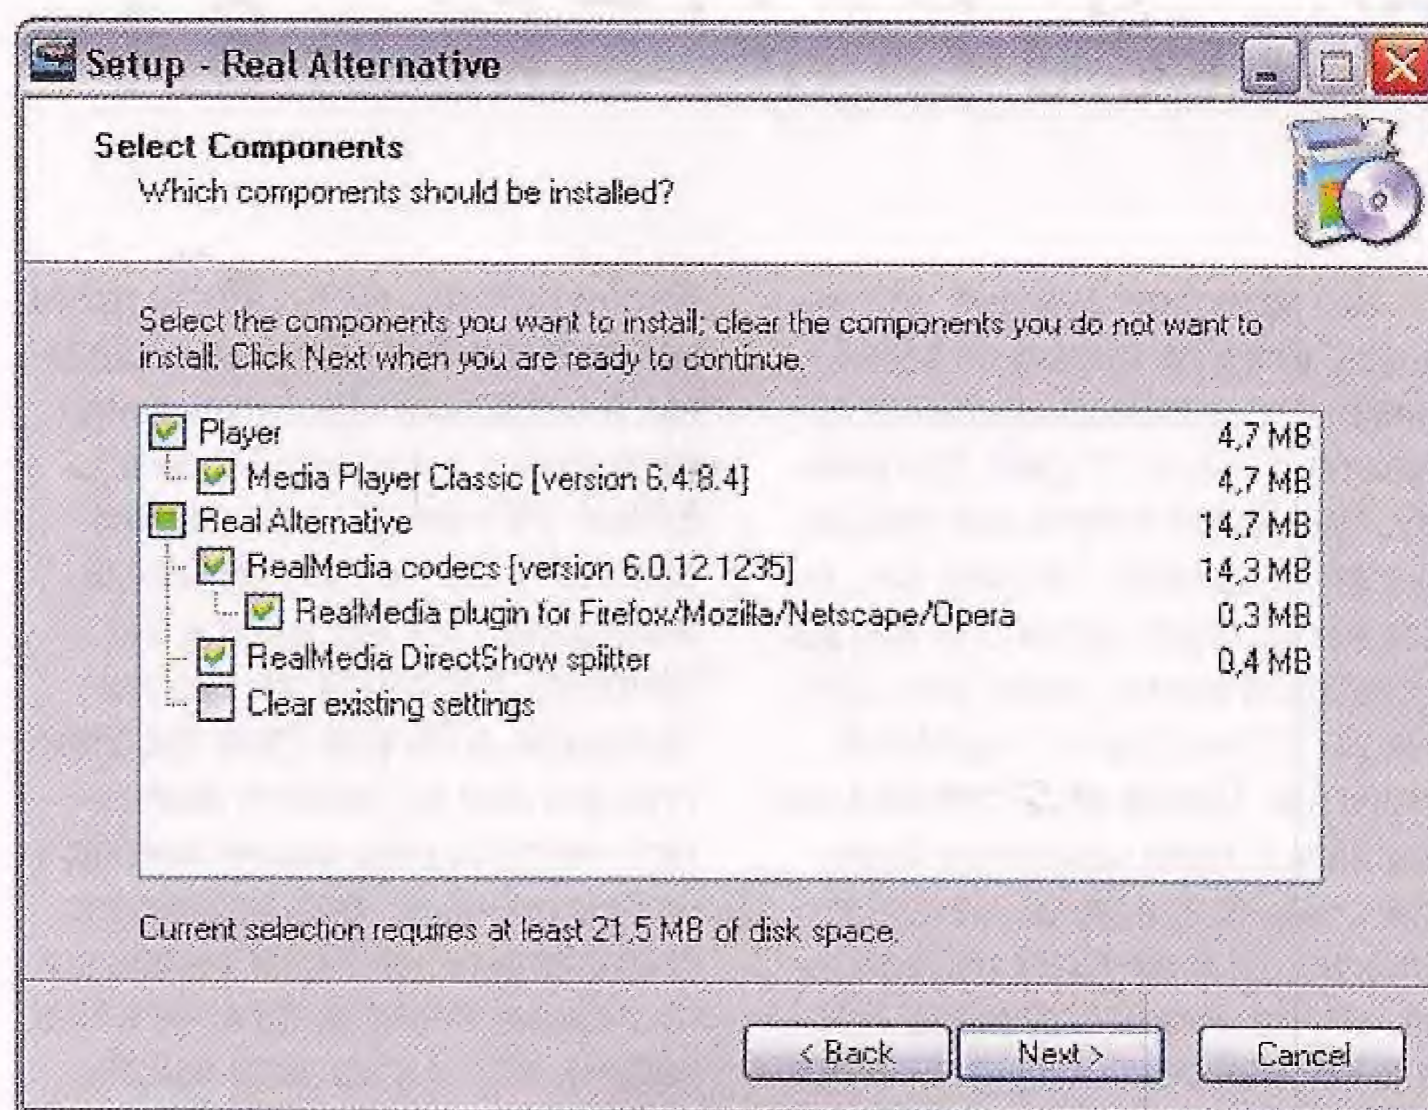 Setup - Real Alternative
Select Components
Which components should be installed?
Select the components you want to install; clear the components you do not want to
install. Click Next when you are ready to continue.
Player 4,7 MB
Media Player Classic [version 6.4.8.4] 4,7 MB
Real Alternative 14,7 MB
RealMedia codecs [version 6.0.12.1235] 14,3 MB
RealMedia plugin for Firefox/Mozilla/Netscape/Opera 0,3 MB
RealMedia DirectShow splitter 0,4 MB
Clear existing settings
Current selection requires at least 21,5 MB of disk space.
< Back Next > Cancel